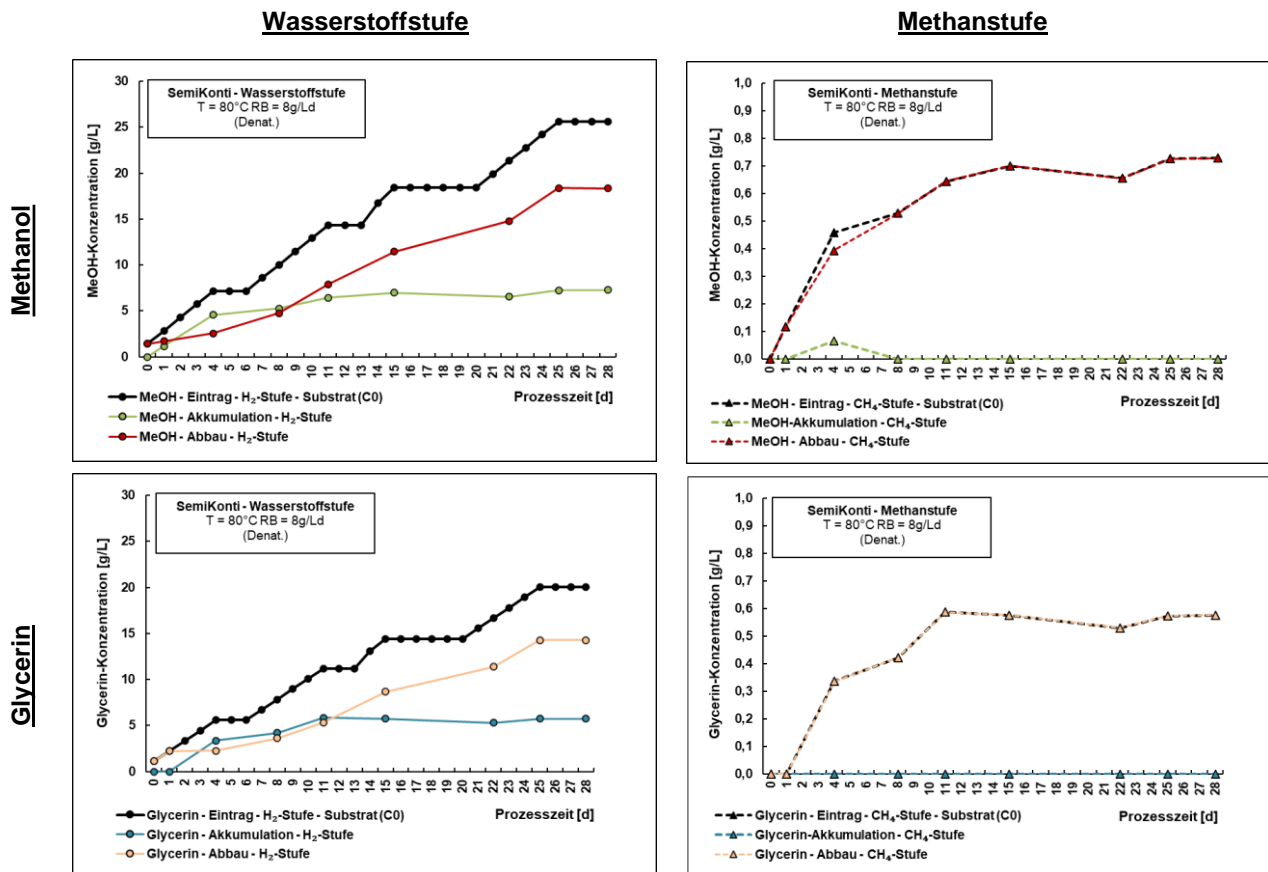 Wasserstoffstufe
Methanstufe
Methanol
30
25
20
15
10
5
0
MeOH-Konzentration [g/L]
SemiKonti - Wasserstoffstufe
T = 80°C RB = 8g/Ld
(Denat.)
0 1 2 3 4 5 6 7 8 9 10 11 12 13 14 15 16 17 18 19 20 21 22 23 24 25 26 27 28
Prozesszeit [d]
MeOH - Eintrag - H₂-Stufe - Substrat (C0)
MeOH - Akkumulation - H₂-Stufe
MeOH - Abbau - H₂-Stufe
1,0
0,9
0,8
0,7
0,6
0,5
0,4
0,3
0,2
0,1
0,0
MeOH-Konzentration [g/L]
SemiKonti - Methanstufe
T = 80°C RB = 8g/Ld
(Denat.)
0 1 2 3 4 5 6 7 8 9 10 11 12 13 14 15 16 17 18 19 20 21 22 23 24 25 26 27 28
Prozesszeit [d]
MeOH - Eintrag - CH₄-Stufe - Substrat (C0)
MeOH-Akkumulation - CH₄-Stufe
MeOH - Abbau - CH₄-Stufe
Glycerin
30
25
20
15
10
5
0
Glycerin-Konzentration [g/L]
SemiKonti - Wasserstoffstufe
T = 80°C RB = 8g/Ld
(Denat.)
0 1 2 3 4 5 6 7 8 9 10 11 12 13 14 15 16 17 18 19 20 21 22 23 24 25 26 27 28
Prozesszeit [d]
Glycerin - Eintrag - H₂-Stufe - Substrat (C0)
Glycerin - Akkumulation - H₂-Stufe
Glycerin - Abbau - H₂-Stufe
1,0
0,9
0,8
0,7
0,6
0,5
0,4
0,3
0,2
0,1
0,0
Glycerin-Konzentration [g/L]
SemiKonti - Methanstufe
T = 80°C RB = 8g/Ld
(Denat.)
0 1 2 3 4 5 6 7 8 9 10 11 12 13 14 15 16 17 18 19 20 21 22 23 24 25 26 27 28
Prozesszeit [d]
Glycerin - Eintrag - CH₄-Stufe - Substrat (C0)
Glycerin-Akkumulation - CH₄-Stufe
Glycerin - Abbau - CH₄-Stufe